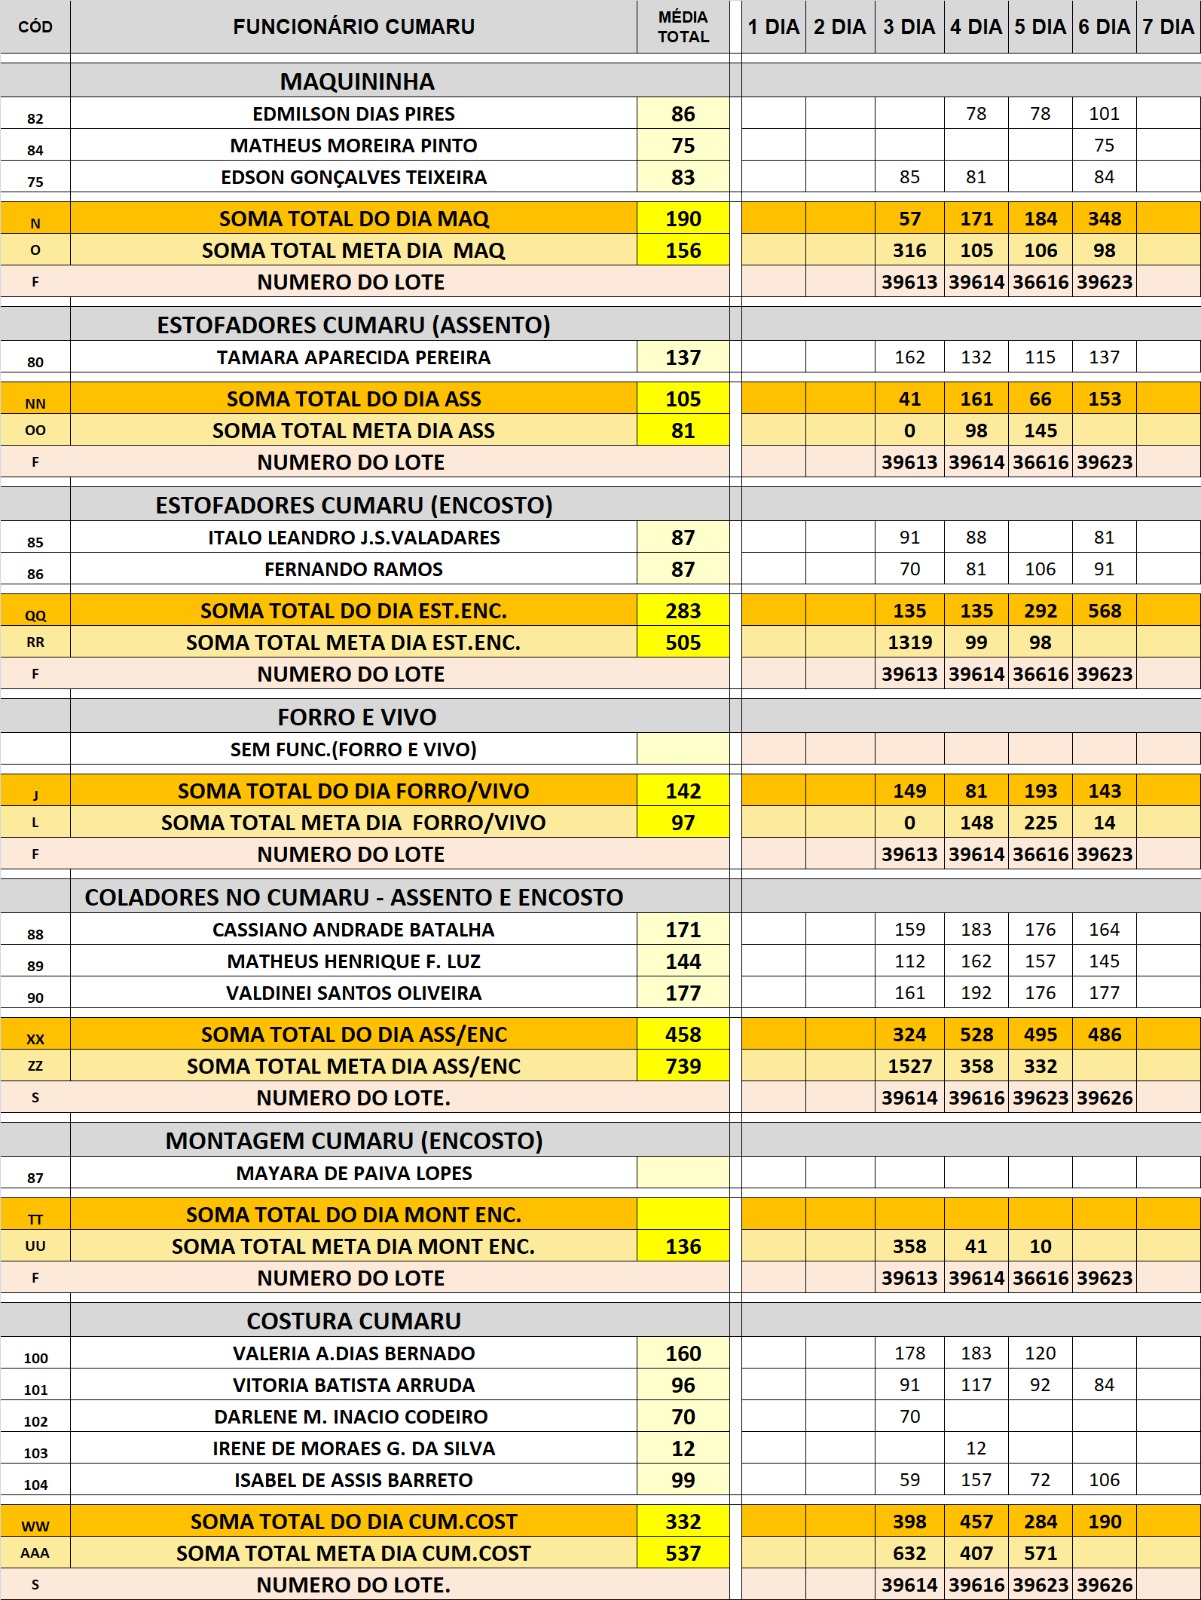 CÓD FUNCIONÁRIO CUMARU MÉDIA TOTAL 1 DIA 2 DIA 3 DIA 4 DIA 5 DIA 6 DIA 7 DIA
MAQUININHA
82 EDMILSON DIAS PIRES 86 78 78 101
84 MATHEUS MOREIRA PINTO 75 75
75 EDSON GONÇALVES TEIXEIRA 83 85 81 84
N SOMA TOTAL DO DIA MAQ 190 57 171 184 348
O SOMA TOTAL META DIA MAQ 156 316 105 106 98
F NUMERO DO LOTE 39613 39614 36616 39623
ESTOFADORES CUMARU (ASSENTO)
80 TAMARA APARECIDA PEREIRA 137 162 132 115 137
NN SOMA TOTAL DO DIA ASS 105 41 161 66 153
OO SOMA TOTAL META DIA ASS 81 0 98 145
F NUMERO DO LOTE 39613 39614 36616 39623
ESTOFADORES CUMARU (ENCOSTO)
85 ITALO LEANDRO J.S.VALADARES 87 91 88 81
86 FERNANDO RAMOS 87 70 81 106 91
QQ SOMA TOTAL DO DIA EST.ENC. 283 135 135 292 568
RR SOMA TOTAL META DIA EST.ENC. 505 1319 99 98
F NUMERO DO LOTE 39613 39614 36616 39623
FORRO E VIVO
SEM FUNC.(FORRO E VIVO)
J SOMA TOTAL DO DIA FORRO/VIVO 142 149 81 193 143
L SOMA TOTAL META DIA FORRO/VIVO 97 0 148 225 14
F NUMERO DO LOTE 39613 39614 36616 39623
COLADORES NO CUMARU - ASSENTO E ENCOSTO
88 CASSIANO ANDRADE BATALHA 171 159 183 176 164
89 MATHEUS HENRIQUE F. LUZ 144 112 162 157 145
90 VALDINEI SANTOS OLIVEIRA 177 161 192 176 177
XX SOMA TOTAL DO DIA ASS/ENC 458 324 528 495 486
ZZ SOMA TOTAL META DIA ASS/ENC 739 1527 358 332
S NUMERO DO LOTE. 39614 39616 39623 39626
MONTAGEM CUMARU (ENCOSTO)
87 MAYARA DE PAIVA LOPES
TT SOMA TOTAL DO DIA MONT ENC.
UU SOMA TOTAL META DIA MONT ENC. 136 358 41 10
F NUMERO DO LOTE 39613 39614 36616 39623
COSTURA CUMARU
100 VALERIA A.DIAS BERNADO 160 178 183 120
101 VITORIA BATISTA ARRUDA 96 91 117 92 84
102 DARLENE M. INACIO CODEIRO 70 70
103 IRENE DE MORAES G. DA SILVA 12 12
104 ISABEL DE ASSIS BARRETO 99 59 157 72 106
WW SOMA TOTAL DO DIA CUM.COST 332 398 457 284 190
AAA SOMA TOTAL META DIA CUM.COST 537 632 407 571
S NUMERO DO LOTE. 39614 39616 39623 39626